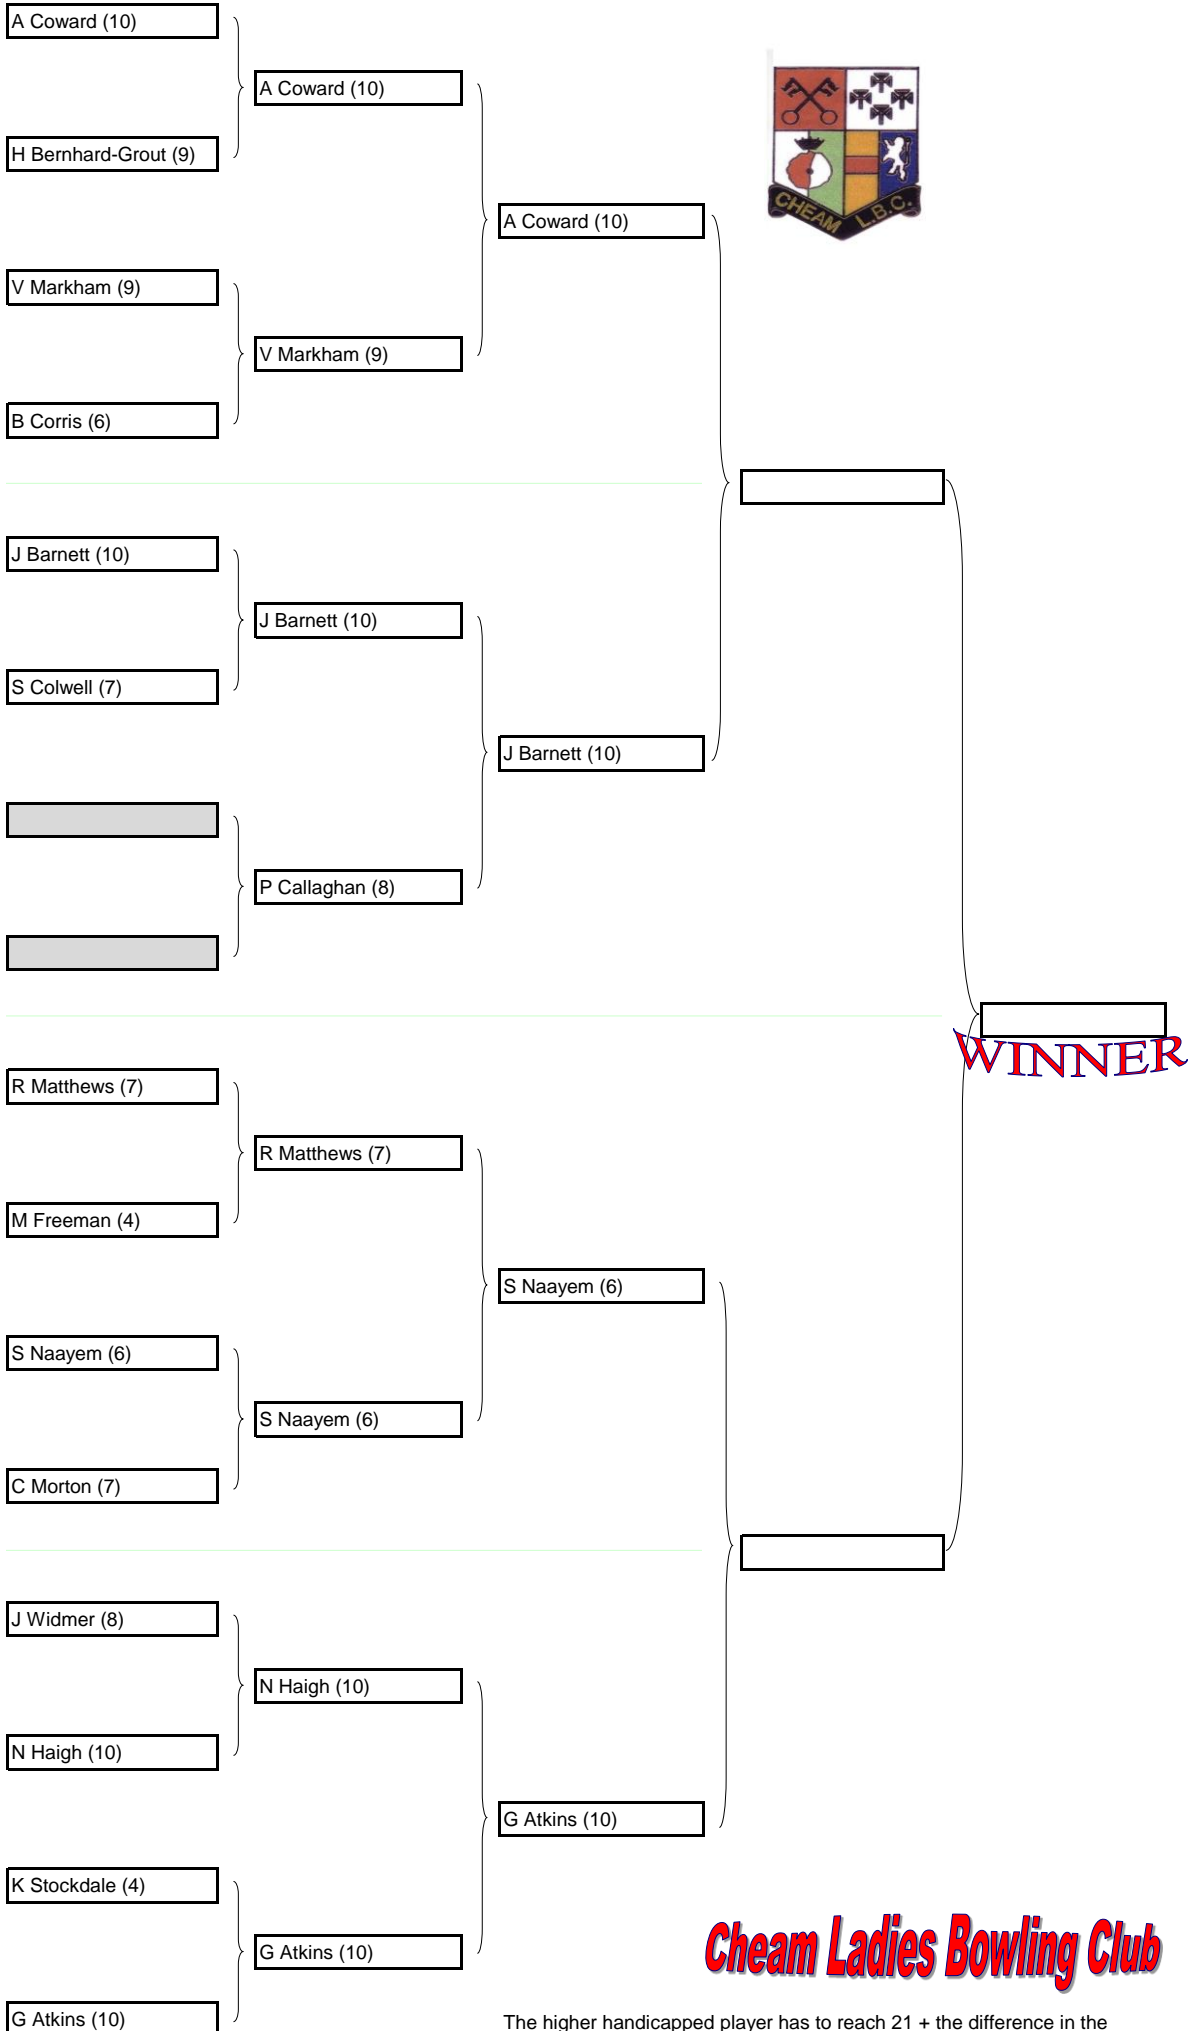 A Coward (10)
A Coward (10)
H Bernhard-Grout (9)
A Coward (10)
V Markham (9)
V Markham (9)
B Corris (6)
J Barnett (10)
J Barnett (10)
S Colwell (7)
J Barnett (10)
P Callaghan (8)
R Matthews (7)
R Matthews (7)
M Freeman (4)
S Naayem (6)
S Naayem (6)
S Naayem (6)
C Morton (7)
J Widmer (8)
N Haigh (10)
N Haigh (10)
G Atkins (10)
K Stockdale (4)
G Atkins (10)
G Atkins (10)
CHEAM L.B.C.
WINNER
Cheam Ladies Bowling Club
The higher handicapped player has to reach 21 + the difference in the